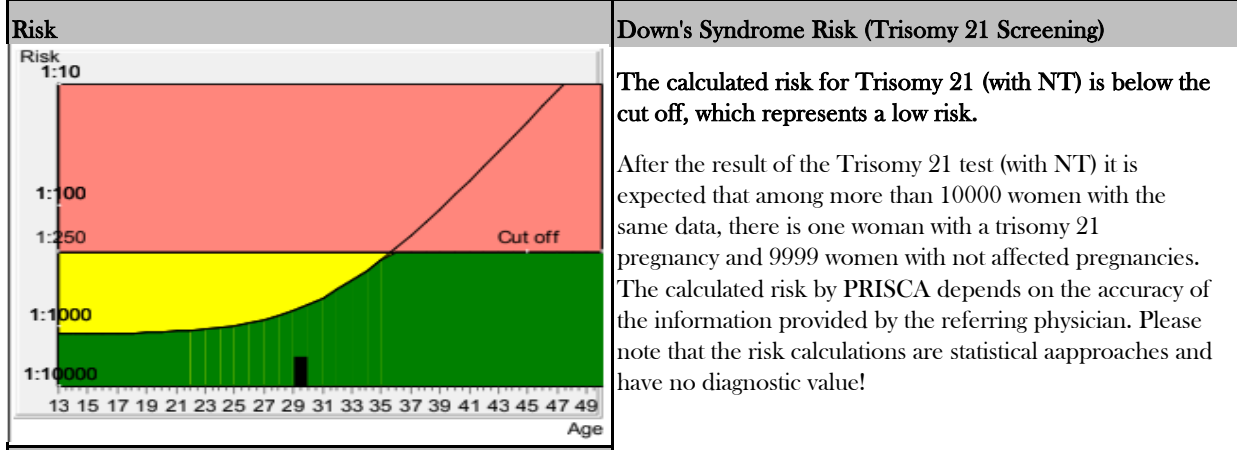 Risk
Risk
1:10
1:100
1:250
Cut off
1:1000
1:10000
13 15 17 19 21 23 25 27 29 31 33 35 37 39 41 43 45 47 49
Age
Down's Syndrome Risk (Trisomy 21 Screening)
The calculated risk for Trisomy 21 (with NT) is below the
cut off, which represents a low risk.
After the result of the Trisomy 21 test (with NT) it is
expected that among more than 10000 women with the
same data, there is one woman with a trisomy 21
pregnancy and 9999 women with not affected pregnancies.
The calculated risk by PRISCA depends on the accuracy of
the information provided by the referring physician. Please
note that the risk calculations are statistical aapproaches and
have no diagnostic value!